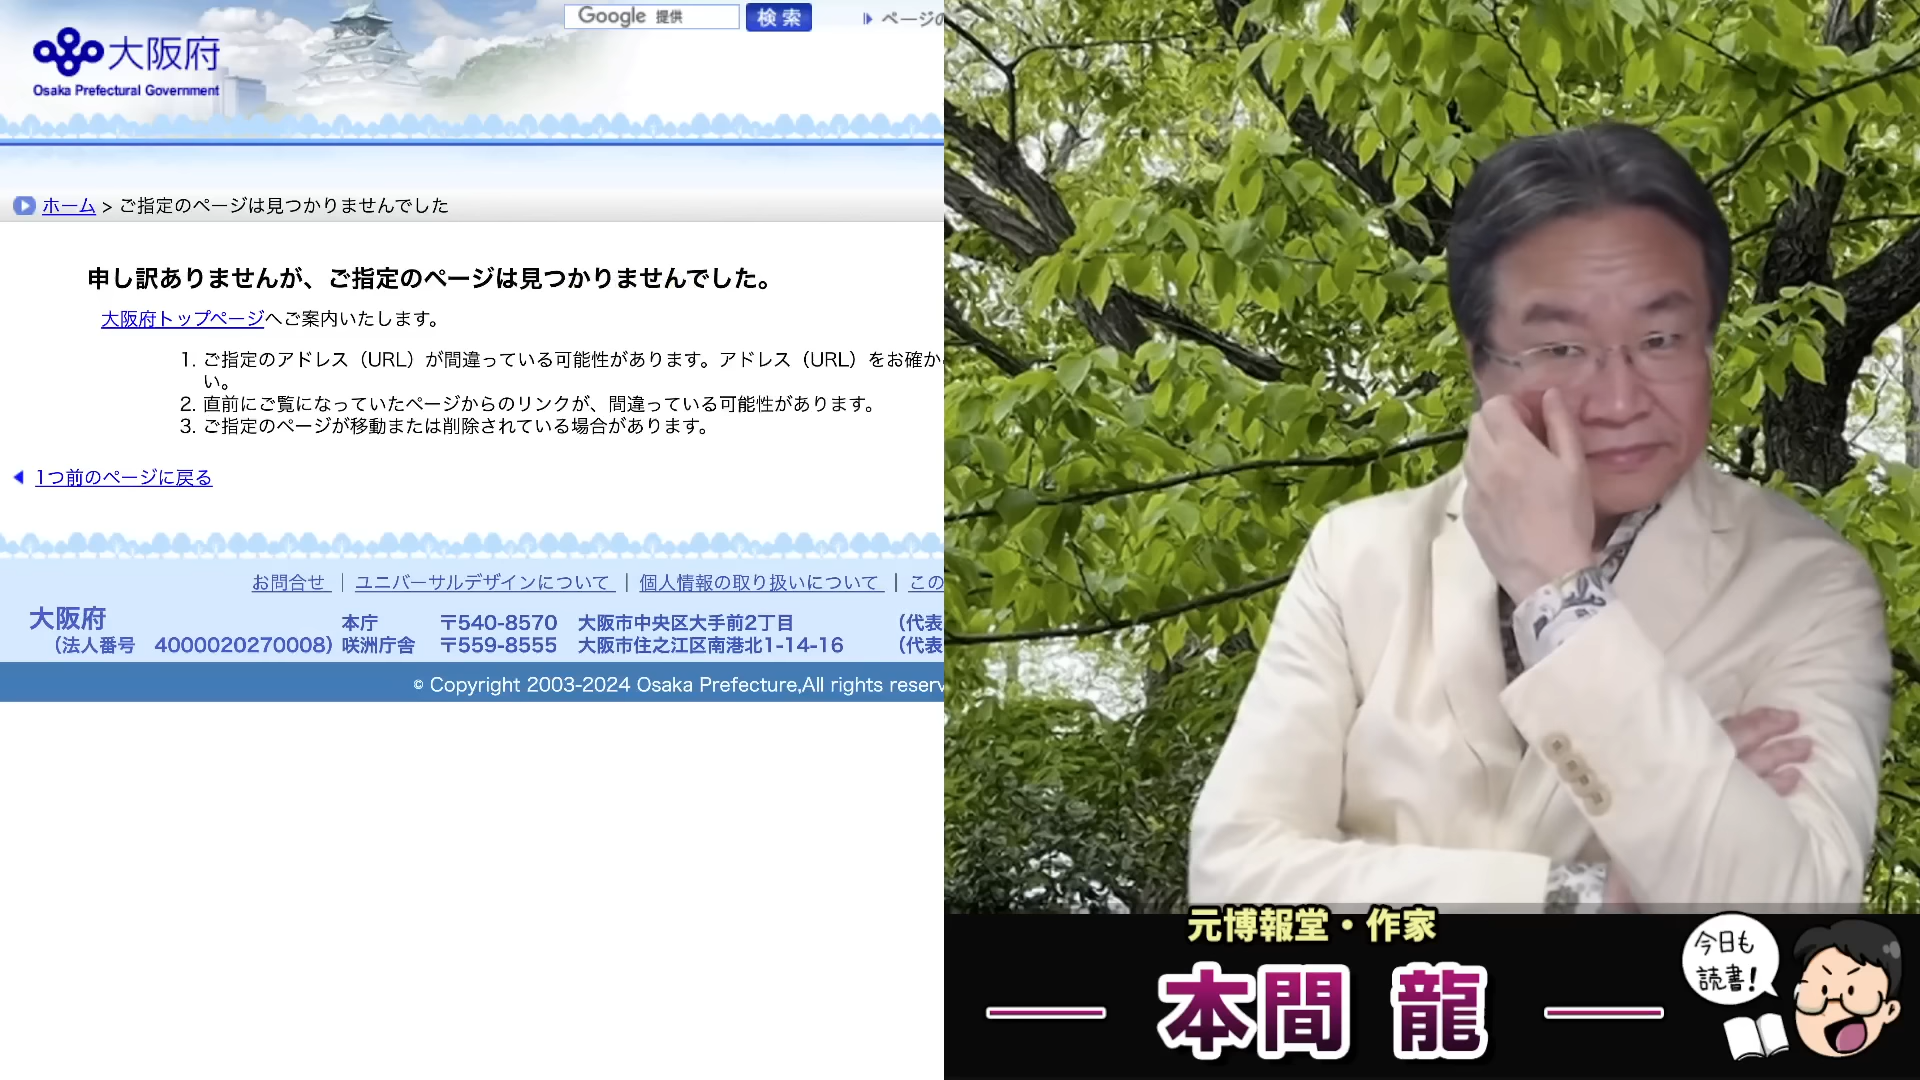 Google 提供
検索
ページの
大阪府
Osaka Prefectural Government
ホーム > ご指定のページは見つかりませんでした
申し訳ありませんが、ご指定のページは見つかりませんでした。
大阪府トップページへご案内いたします。
1. ご指定のアドレス（URL）が間違っている可能性があります。アドレス（URL）をお確か
い。
2. 直前にご覧になっていたページからのリンクが、間違っている可能性があります。
3. ご指定のページが移動または削除されている場合があります。
1つ前のページに戻る
お問合せ | ユニバーサルデザインについて | 個人情報の取り扱いについて | この
大阪府
（法人番号 4000020270008）
本庁 〒540-8570 大阪市中央区大手前2丁目 （代表
咲洲庁舎 〒559-8555 大阪市住之江区南港北1-14-16 （代表
© Copyright 2003-2024 Osaka Prefecture,All rights reserv
元博報堂・作家
本間 龍
今日も
読書！